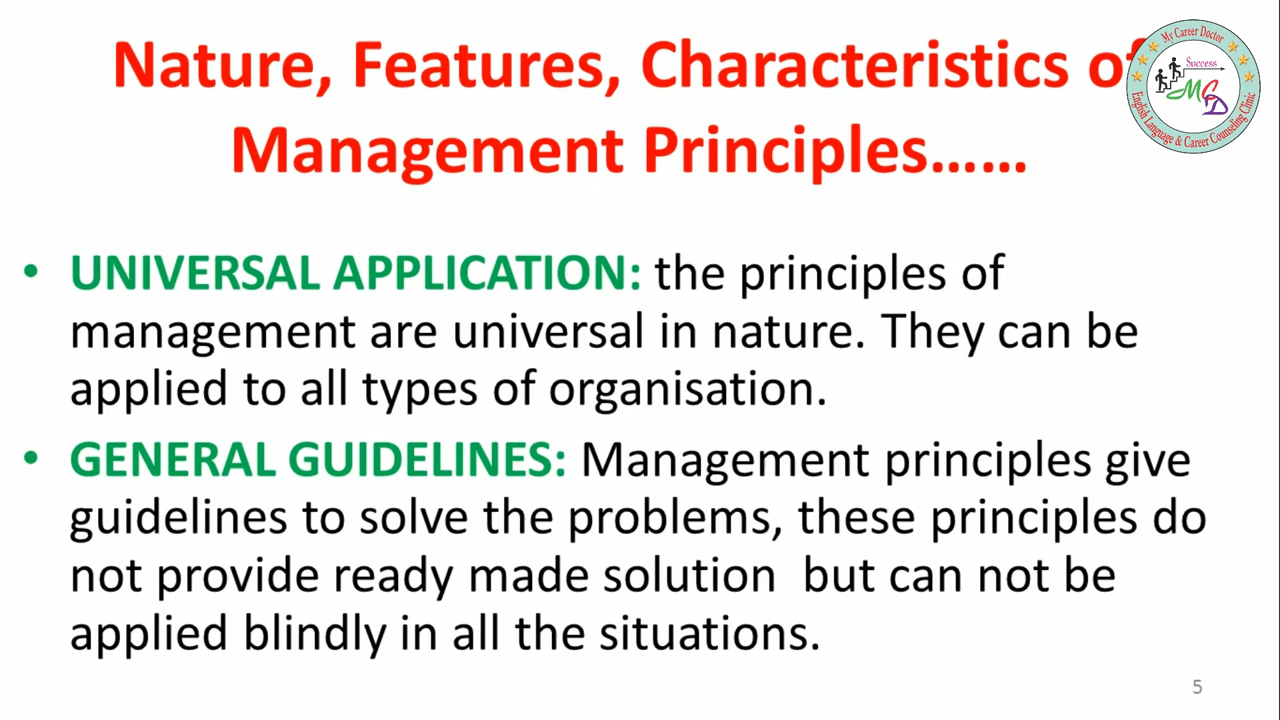 Nature, Features, Characteristics of
Management Principles……
My Career Doctor
Success
MCD
English Language & Career Counseling Clinic
• UNIVERSAL APPLICATION: the principles of
management are universal in nature. They can be
applied to all types of organisation.
• GENERAL GUIDELINES: Management principles give
guidelines to solve the problems, these principles do
not provide ready made solution  but can not be
applied blindly in all the situations.
5